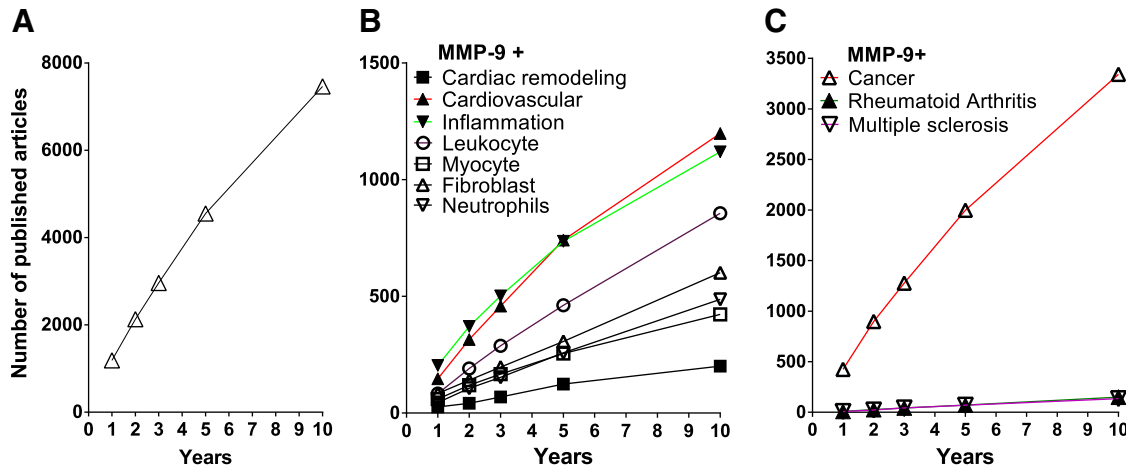 A
Number of published articles
8000
6000
4000
2000
0
0 1 2 3 4 5 6 7 8 9 10
Years
B
MMP-9 +
Cardiac remodeling
Cardiovascular
Inflammation
Leukocyte
Myocyte
Fibroblast
Neutrophils
1500
1000
500
0
0 1 2 3 4 5 6 7 8 9 10
Years
C
MMP-9+
Cancer
Rheumatoid Arthritis
Multiple sclerosis
3500
3000
2500
2000
1500
1000
500
0
0 1 2 3 4 5 6 7 8 9 10
Years